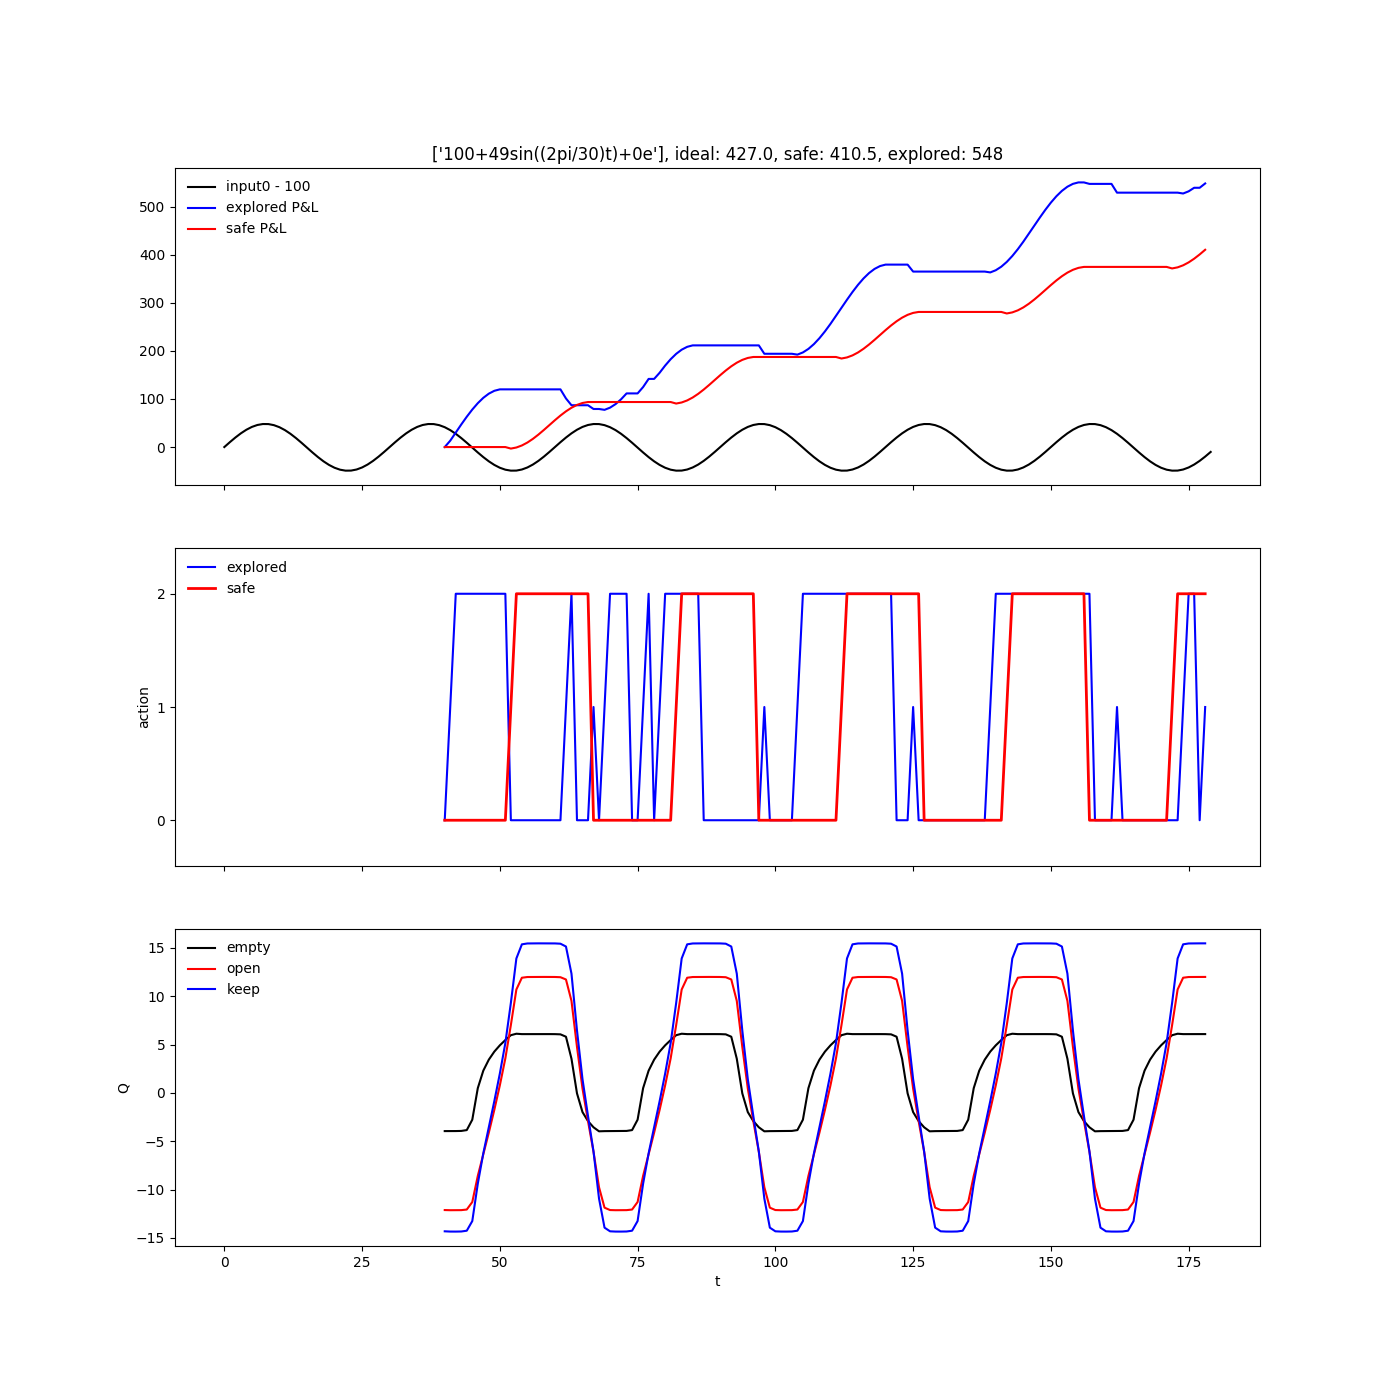 ['100+49sin((2pi/30)t)+0e'], ideal: 427.0, safe: 410.5, explored: 548
input0 - 100
explored P&L
safe P&L
500
400
300
200
100
0
explored
safe
2
1
0
action
empty
open
keep
15
10
5
0
−5
−10
−15
Q
0 25 50 75 100 125 150 175
t